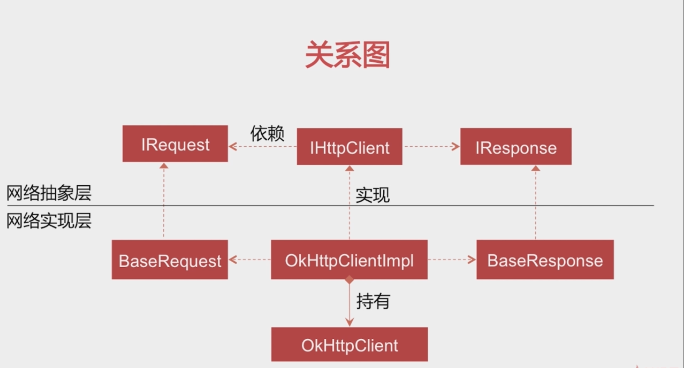 关系图
依赖
IRequest
IHttpClient
IResponse
网络抽象层
实现
网络实现层
BaseRequest
OkHttpClientImpl
BaseResponse
持有
OkHttpClient